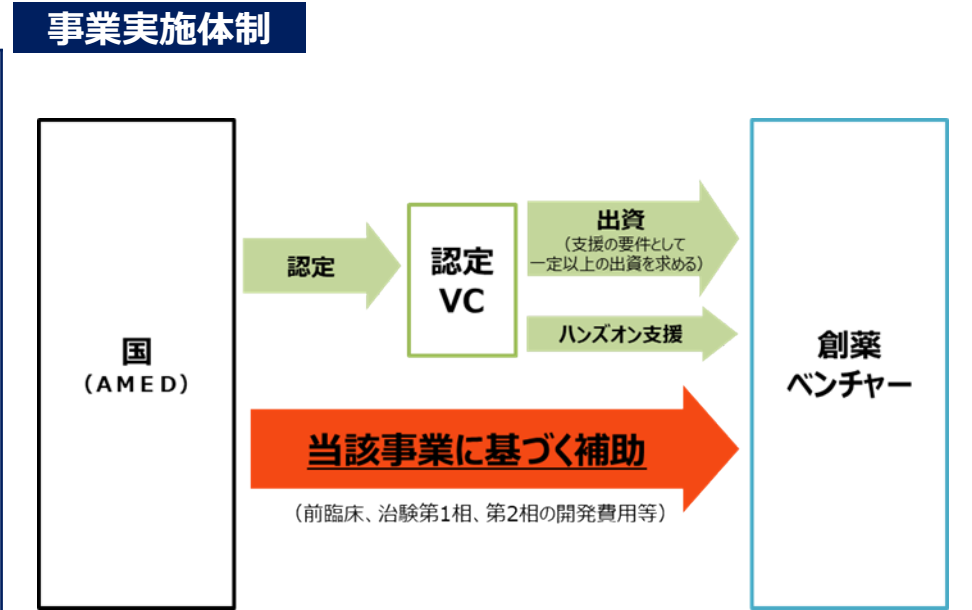 事業実施体制
国
（ＡＭＥＤ）
認定
認定
VC
出資
（支援の要件として
一定以上の出資を求める）
ハンズオン支援
当該事業に基づく補助
（前臨床、治験第1相、第2相の開発費用等）
創薬
ベンチャー